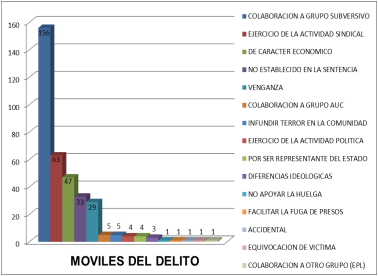 160
140
120
100
80
60
40
20
0
156
63
47
33
29
5
5
4
4
3
1
1
1
1
1
MOVILES DEL DELITO
COLABORACION A GRUPO SUBVERSIVO
EJERCICIO DE LA ACTIVIDAD SINDICAL
DE CARACTER ECONOMICO
NO ESTABLECIDO EN LA SENTENCIA
VENGANZA
COLABORACION A GRUPO AUC
INFUNDIR TERROR EN LA COMUNIDAD
EJERCICIO DE LA ACTIVIDAD POLITICA
POR SER REPRESENTANTE DEL ESTADO
DIFERENCIAS IDEOLOGICAS
NO APOYAR LA HUELGA
FACILITAR LA FUGA DE PRESOS
ACCIDENTAL
EQUIVOCACION DE VICTIMA
COLABORACION A OTRO GRUPO (EPL)